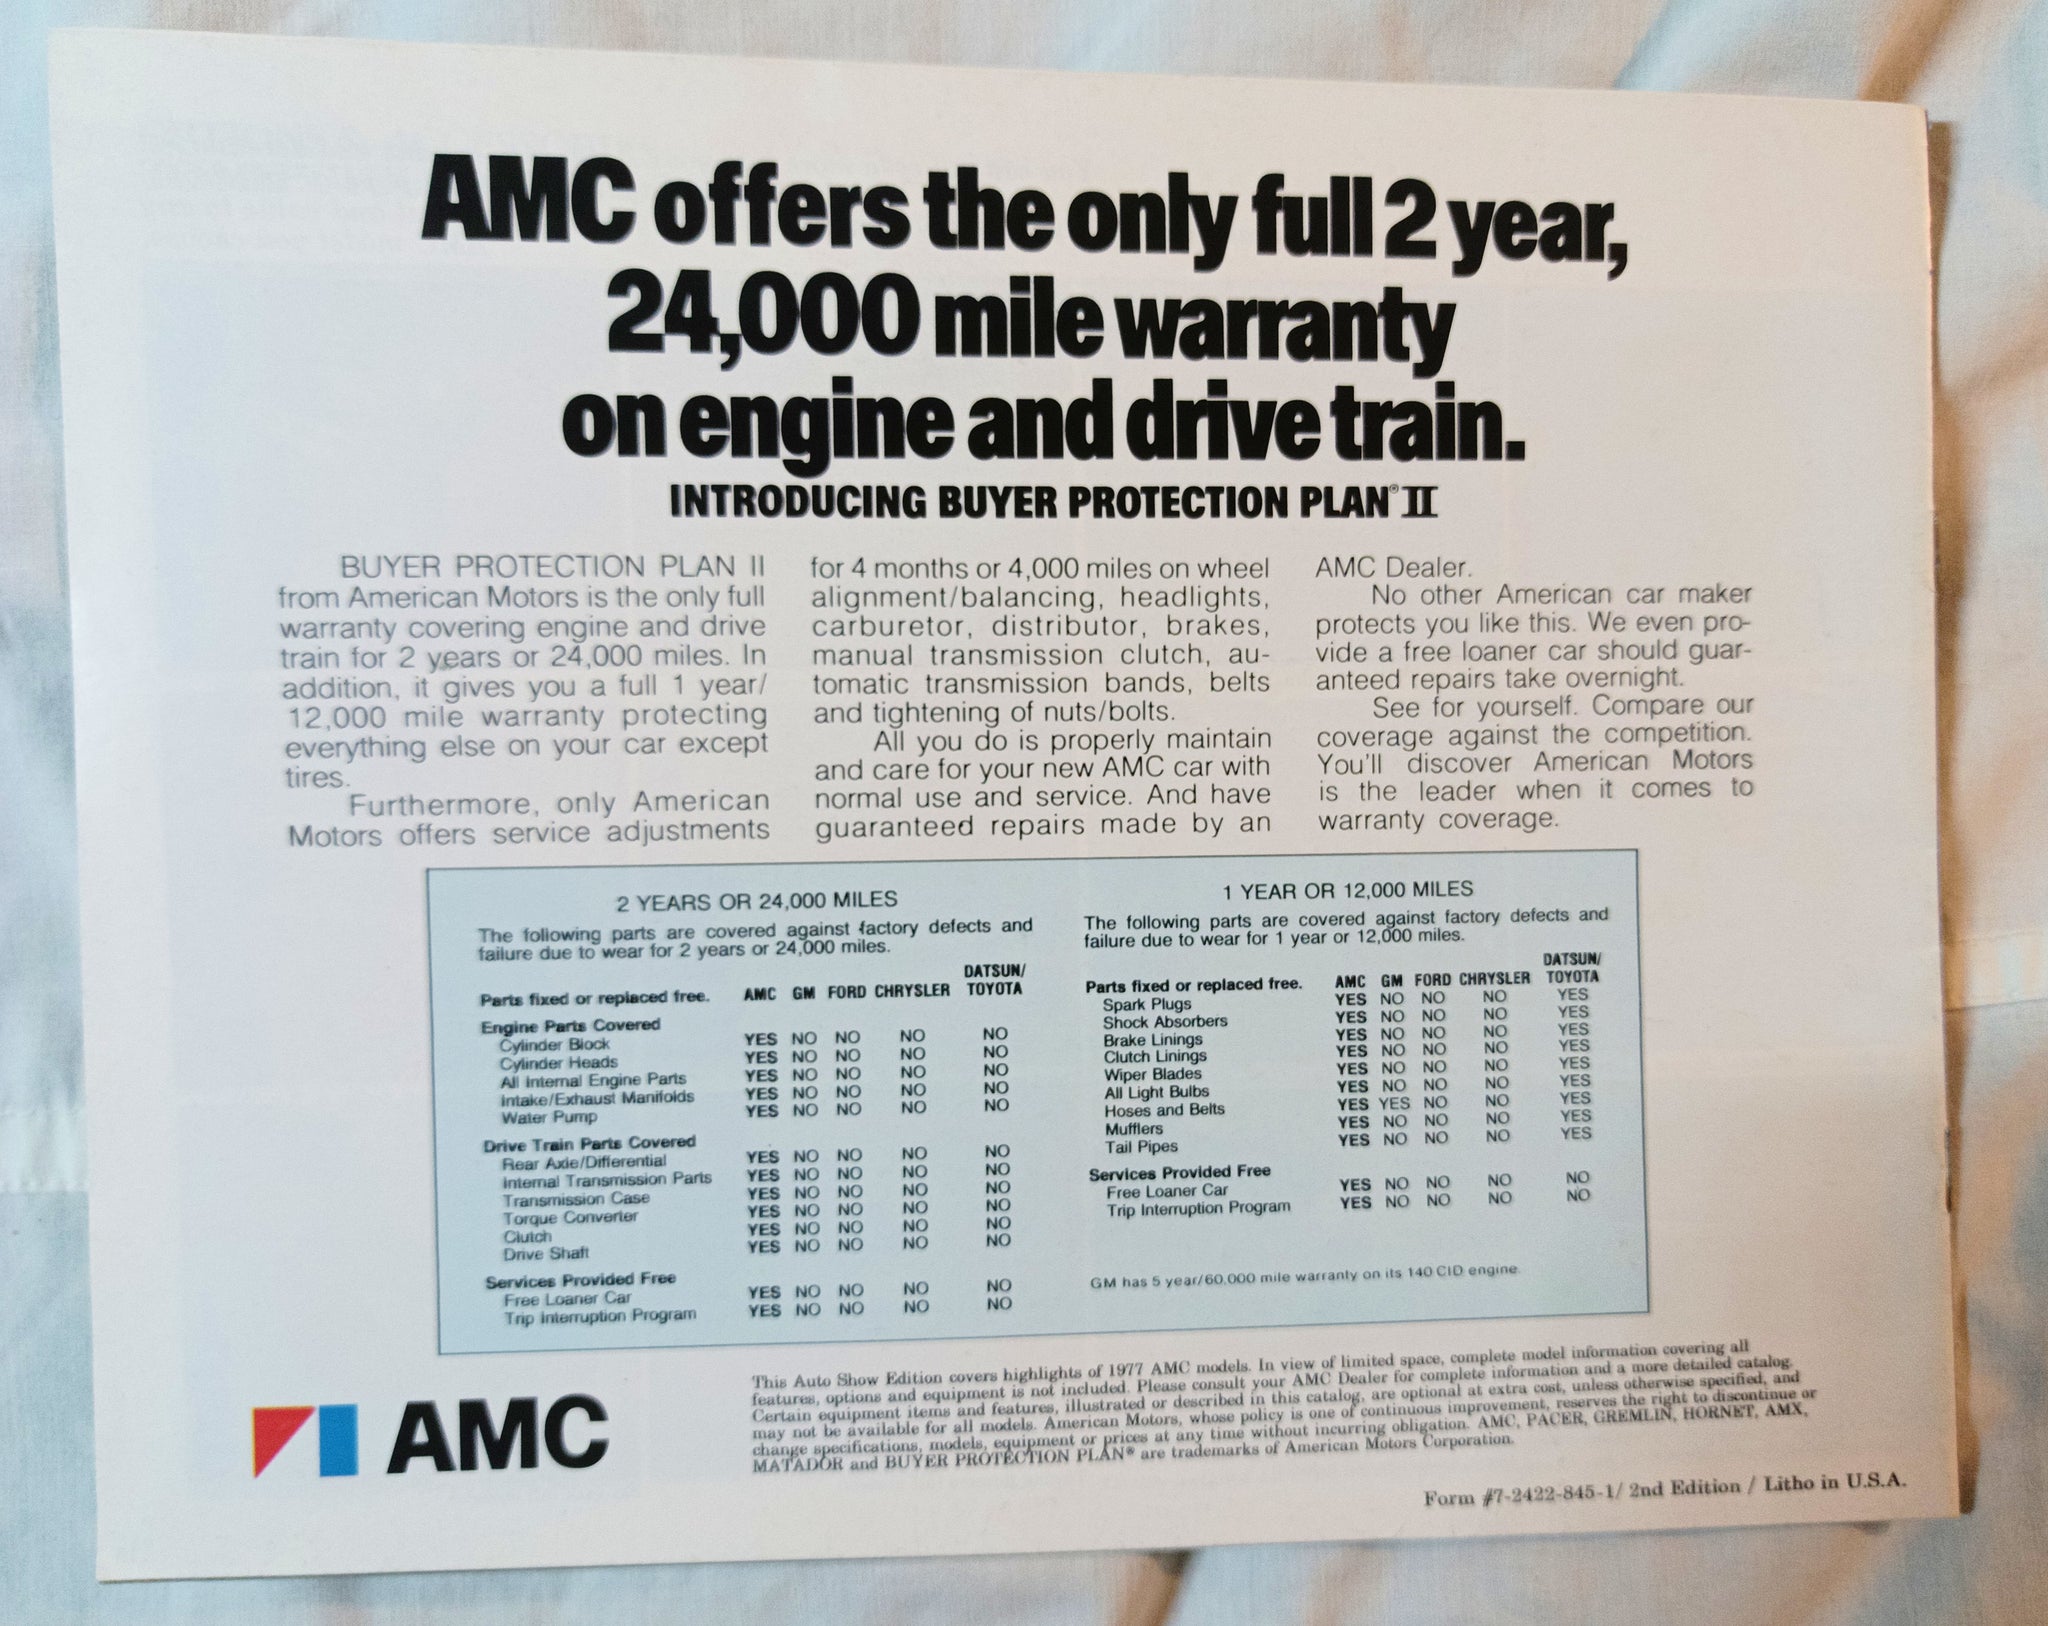 AMC offers the only full 2 year,
24,000 mile warranty
on engine and drive train.
INTRODUCING BUYER PROTECTION PLAN® II
BUYER PROTECTION PLAN II
from American Motors is the only full
warranty covering engine and drive
train for 2 years or 24,000 miles. In
addition, it gives you a full 1 year/
12,000 mile warranty protecting
everything else on your car except
tires.
Furthermore, only American
Motors offers service adjustments
for 4 months or 4,000 miles on wheel
alignment/balancing, headlights,
carburetor, distributor, brakes,
manual transmission clutch, au-
tomatic transmission bands, belts
and tightening of nuts/bolts.
All you do is properly maintain
and care for your new AMC car with
normal use and service. And have
guaranteed repairs made by an
AMC Dealer.
No other American car maker
protects you like this. We even pro-
vide a free loaner car should guar-
anteed repairs take overnight.
See for yourself. Compare our
coverage against the competition.
You'll discover American Motors
is the leader when it comes to
warranty coverage.
2 YEARS OR 24,000 MILES
The following parts are covered against factory defects and
failure due to wear for 2 years or 24,000 miles.
Parts fixed or replaced free. AMC GM FORD CHRYSLER DATSUN/TOYOTA
Engine Parts Covered
Cylinder Block YES NO NO NO NO
Cylinder Heads YES NO NO NO NO
All Internal Engine Parts YES NO NO NO NO
Intake/Exhaust Manifolds YES NO NO NO NO
Water Pump YES NO NO NO NO
Drive Train Parts Covered
Rear Axle/Differential YES NO NO NO NO
Internal Transmission Parts YES NO NO NO NO
Transmission Case YES NO NO NO NO
Torque Converter YES NO NO NO NO
Clutch YES NO NO NO NO
Drive Shaft YES NO NO NO NO
Services Provided Free
Free Loaner Car YES NO NO NO NO
Trip Interruption Program YES NO NO NO NO
1 YEAR OR 12,000 MILES
The following parts are covered against factory defects and
failure due to wear for 1 year or 12,000 miles.
Parts fixed or replaced free. AMC GM FORD CHRYSLER DATSUN/TOYOTA
Spark Plugs YES NO NO NO YES
Shock Absorbers YES NO NO NO YES
Brake Linings YES NO NO NO YES
Clutch Linings YES NO NO NO YES
Wiper Blades YES NO NO NO YES
All Light Bulbs YES NO NO NO YES
Hoses and Belts YES YES NO NO YES
Mufflers YES NO NO NO YES
Tail Pipes YES NO NO NO YES
Services Provided Free
Free Loaner Car YES NO NO NO NO
Trip Interruption Program YES NO NO NO NO
GM has 5 year/60,000 mile warranty on its 140 CID engine.
AMC
This Auto Show Edition covers highlights of 1977 AMC models. In view of limited space, complete model information covering all
features, options and equipment is not included. Please consult your AMC Dealer for complete information and a more detailed catalog.
Certain equipment items and features, illustrated or described in this catalog, are optional at extra cost, unless otherwise specified, and
may not be available for all models. American Motors, whose policy is one of continuous improvement, reserves the right to discontinue or
change specifications, models, equipment or prices at any time without incurring obligation. AMC, PACER, GREMLIN, HORNET, AMX,
MATADOR and BUYER PROTECTION PLAN® are trademarks of American Motors Corporation.
Form #7-2422-845-1/ 2nd Edition / Litho in U.S.A.